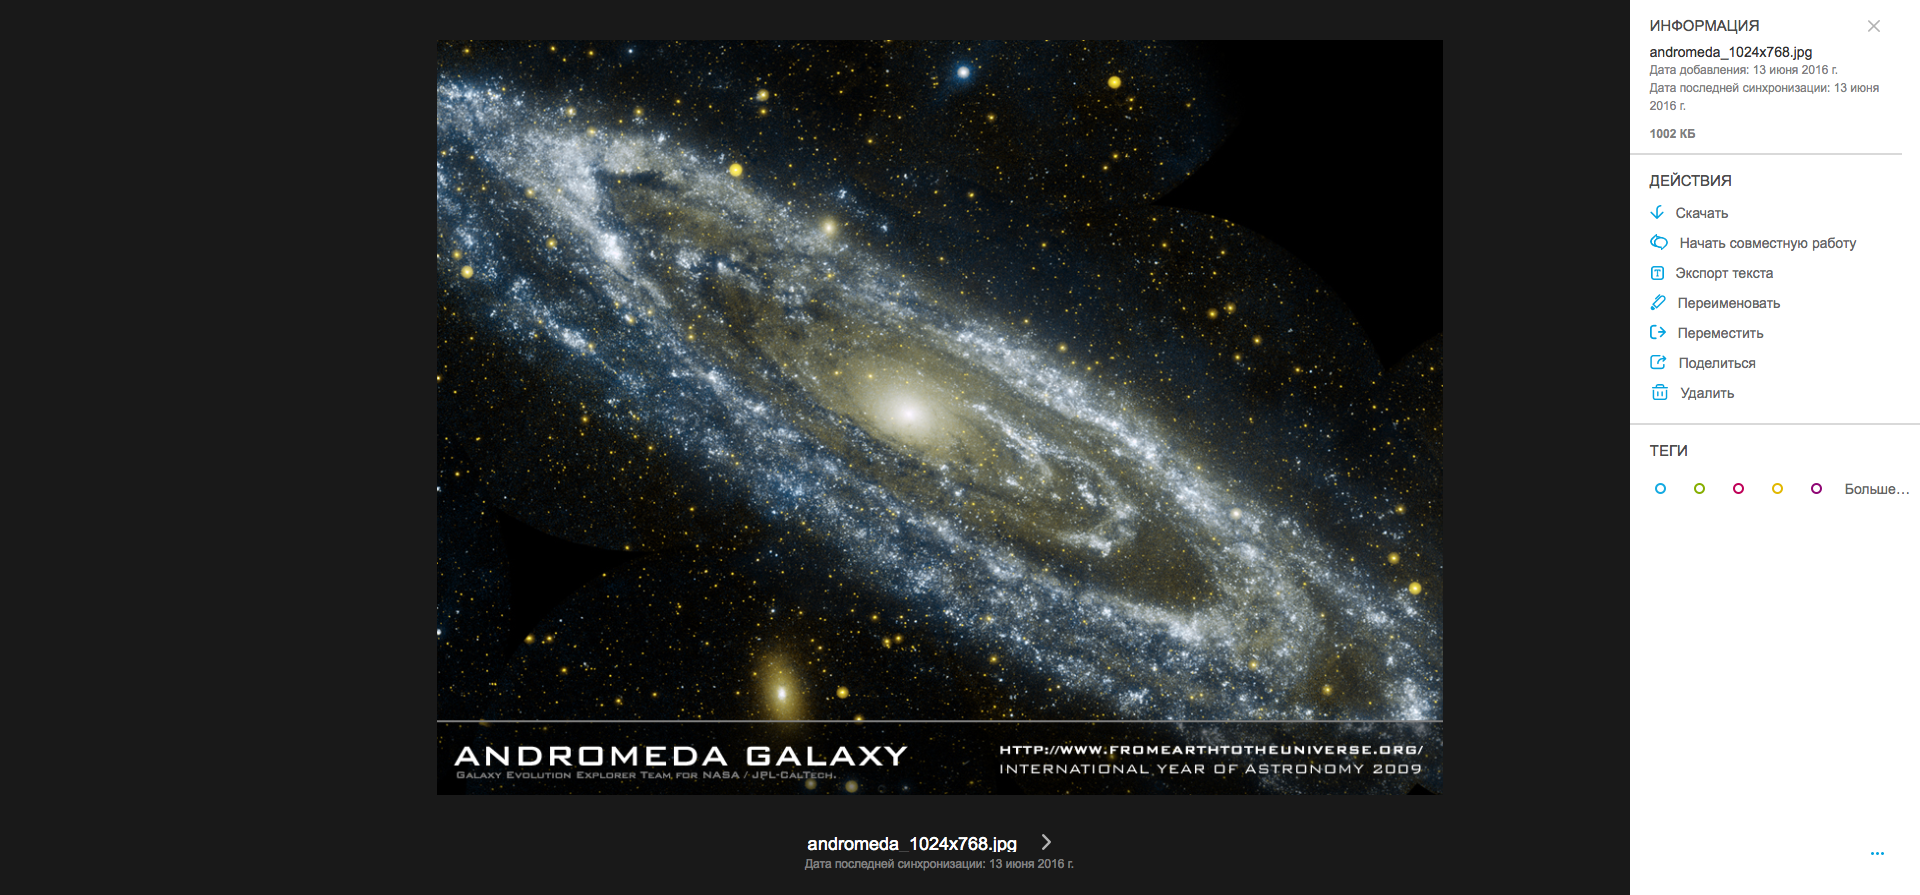 ANDROMEDA GALAXY
GALAXY EVOLUTION EXPLORER TEAM, FOR NASA / JPL-CALTECH.
HTTP://WWW.FROMEARTHTOTHEUNIVERSE.ORG/
INTERNATIONAL YEAR OF ASTRONOMY 2009
andromeda_1024x768.jpg
Дата последней синхронизации: 13 июня 2016 г.
ИНФОРМАЦИЯ
andromeda_1024x768.jpg
Дата добавления: 13 июня 2016 г.
Дата последней синхронизации: 13 июня
2016 г.
1002 КБ
ДЕЙСТВИЯ
Скачать
Начать совместную работу
Экспорт текста
Переименовать
Переместить
Поделиться
Удалить
ТЕГИ
Больше...